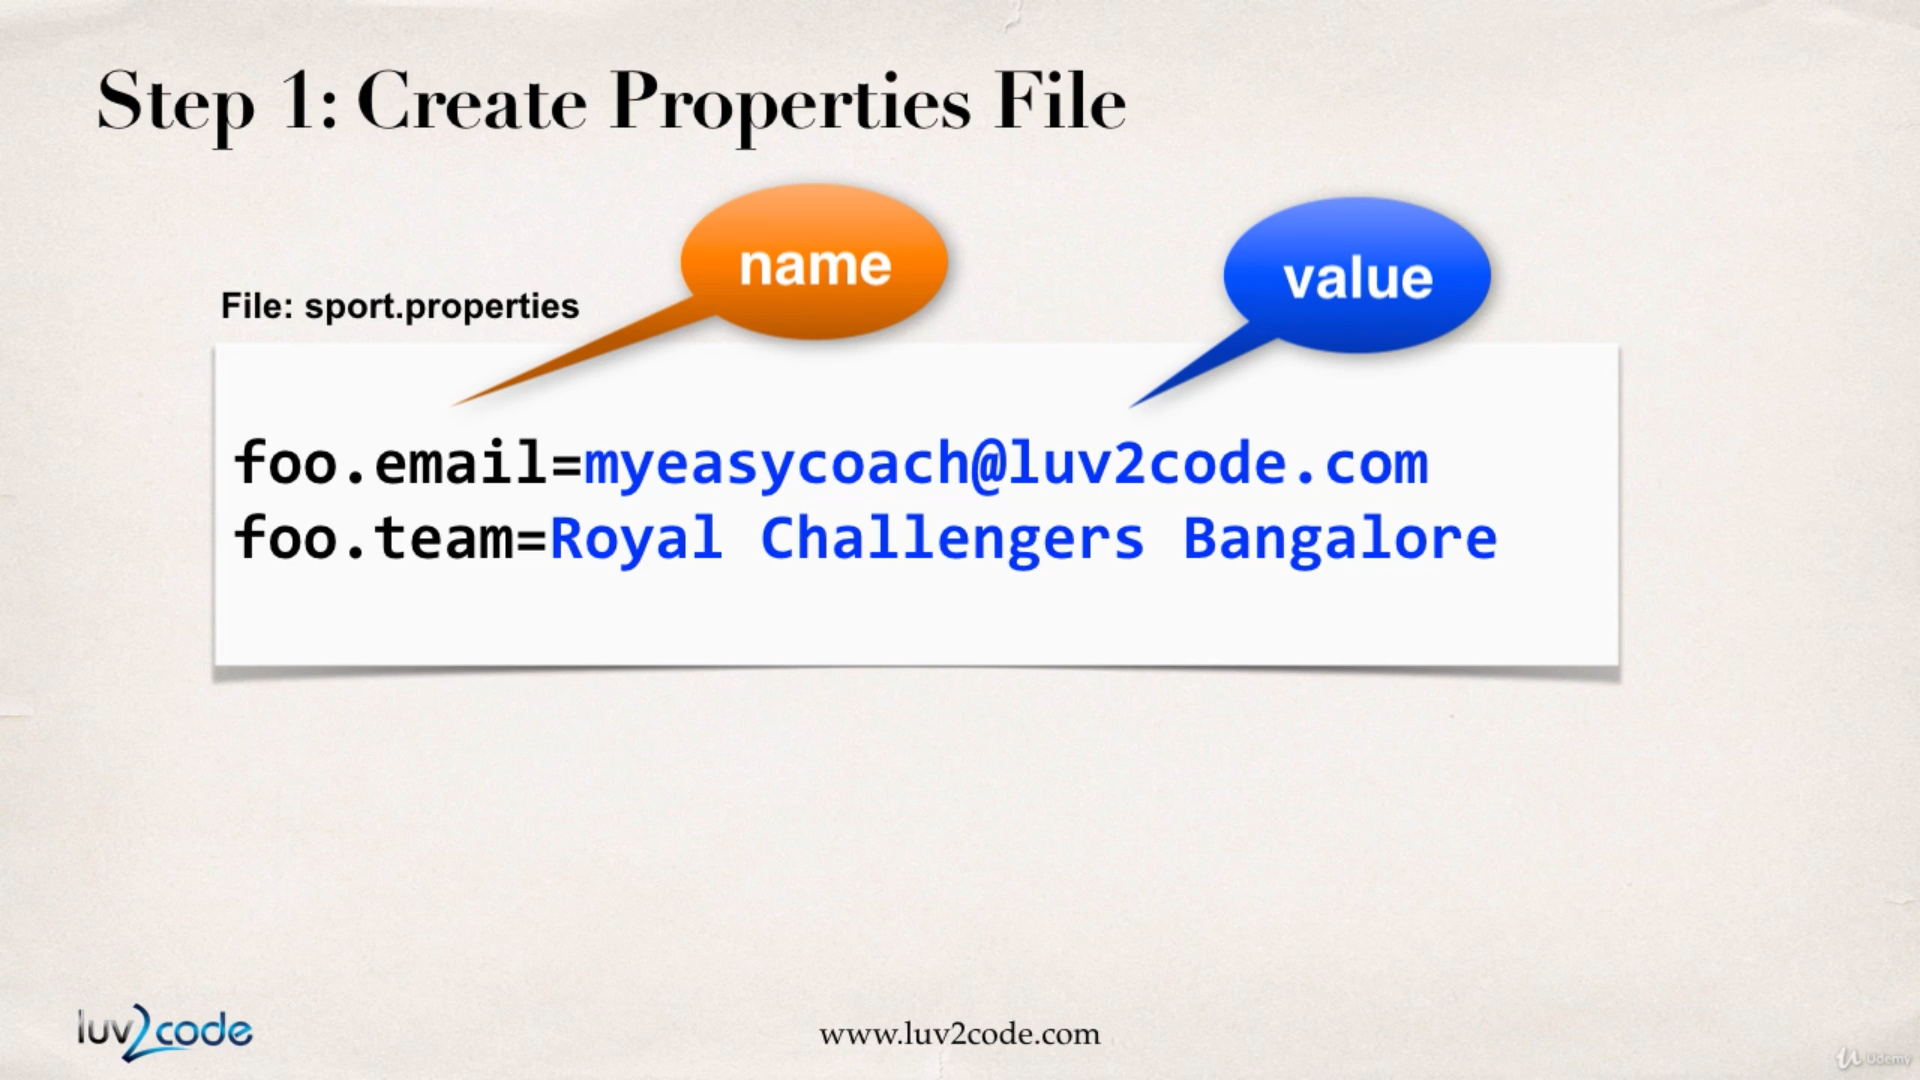 Step 1: Create Properties File
name
value
File: sport.properties
foo.email=myeasycoach@luv2code.com
foo.team=Royal Challengers Bangalore
luv2code
www.luv2code.com
Udemy